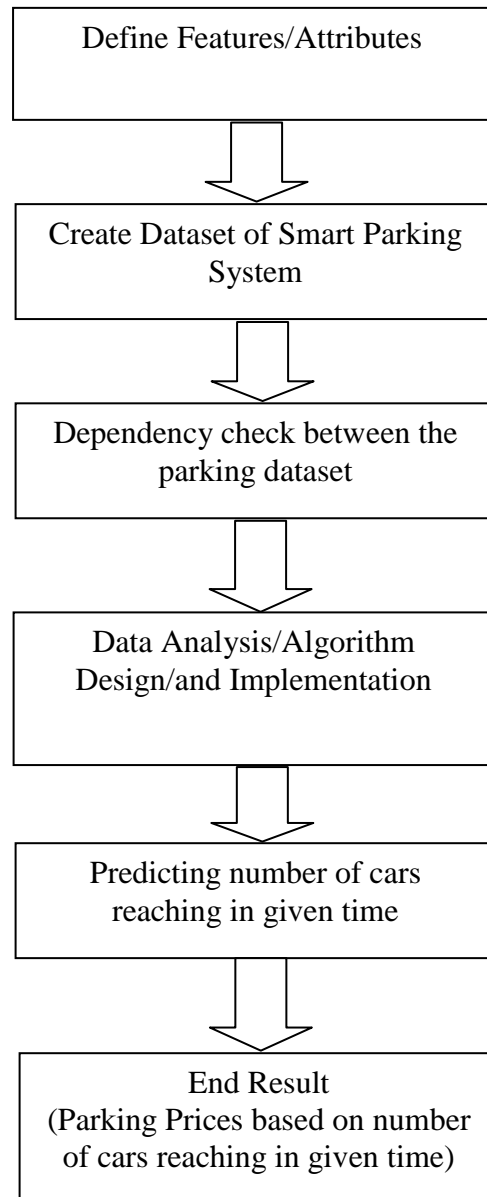 Define Features/Attributes
Create Dataset of Smart Parking
System
Dependency check between the
parking dataset
Data Analysis/Algorithm
Design/and Implementation
Predicting number of cars
reaching in given time
End Result
(Parking Prices based on number
of cars reaching in given time)